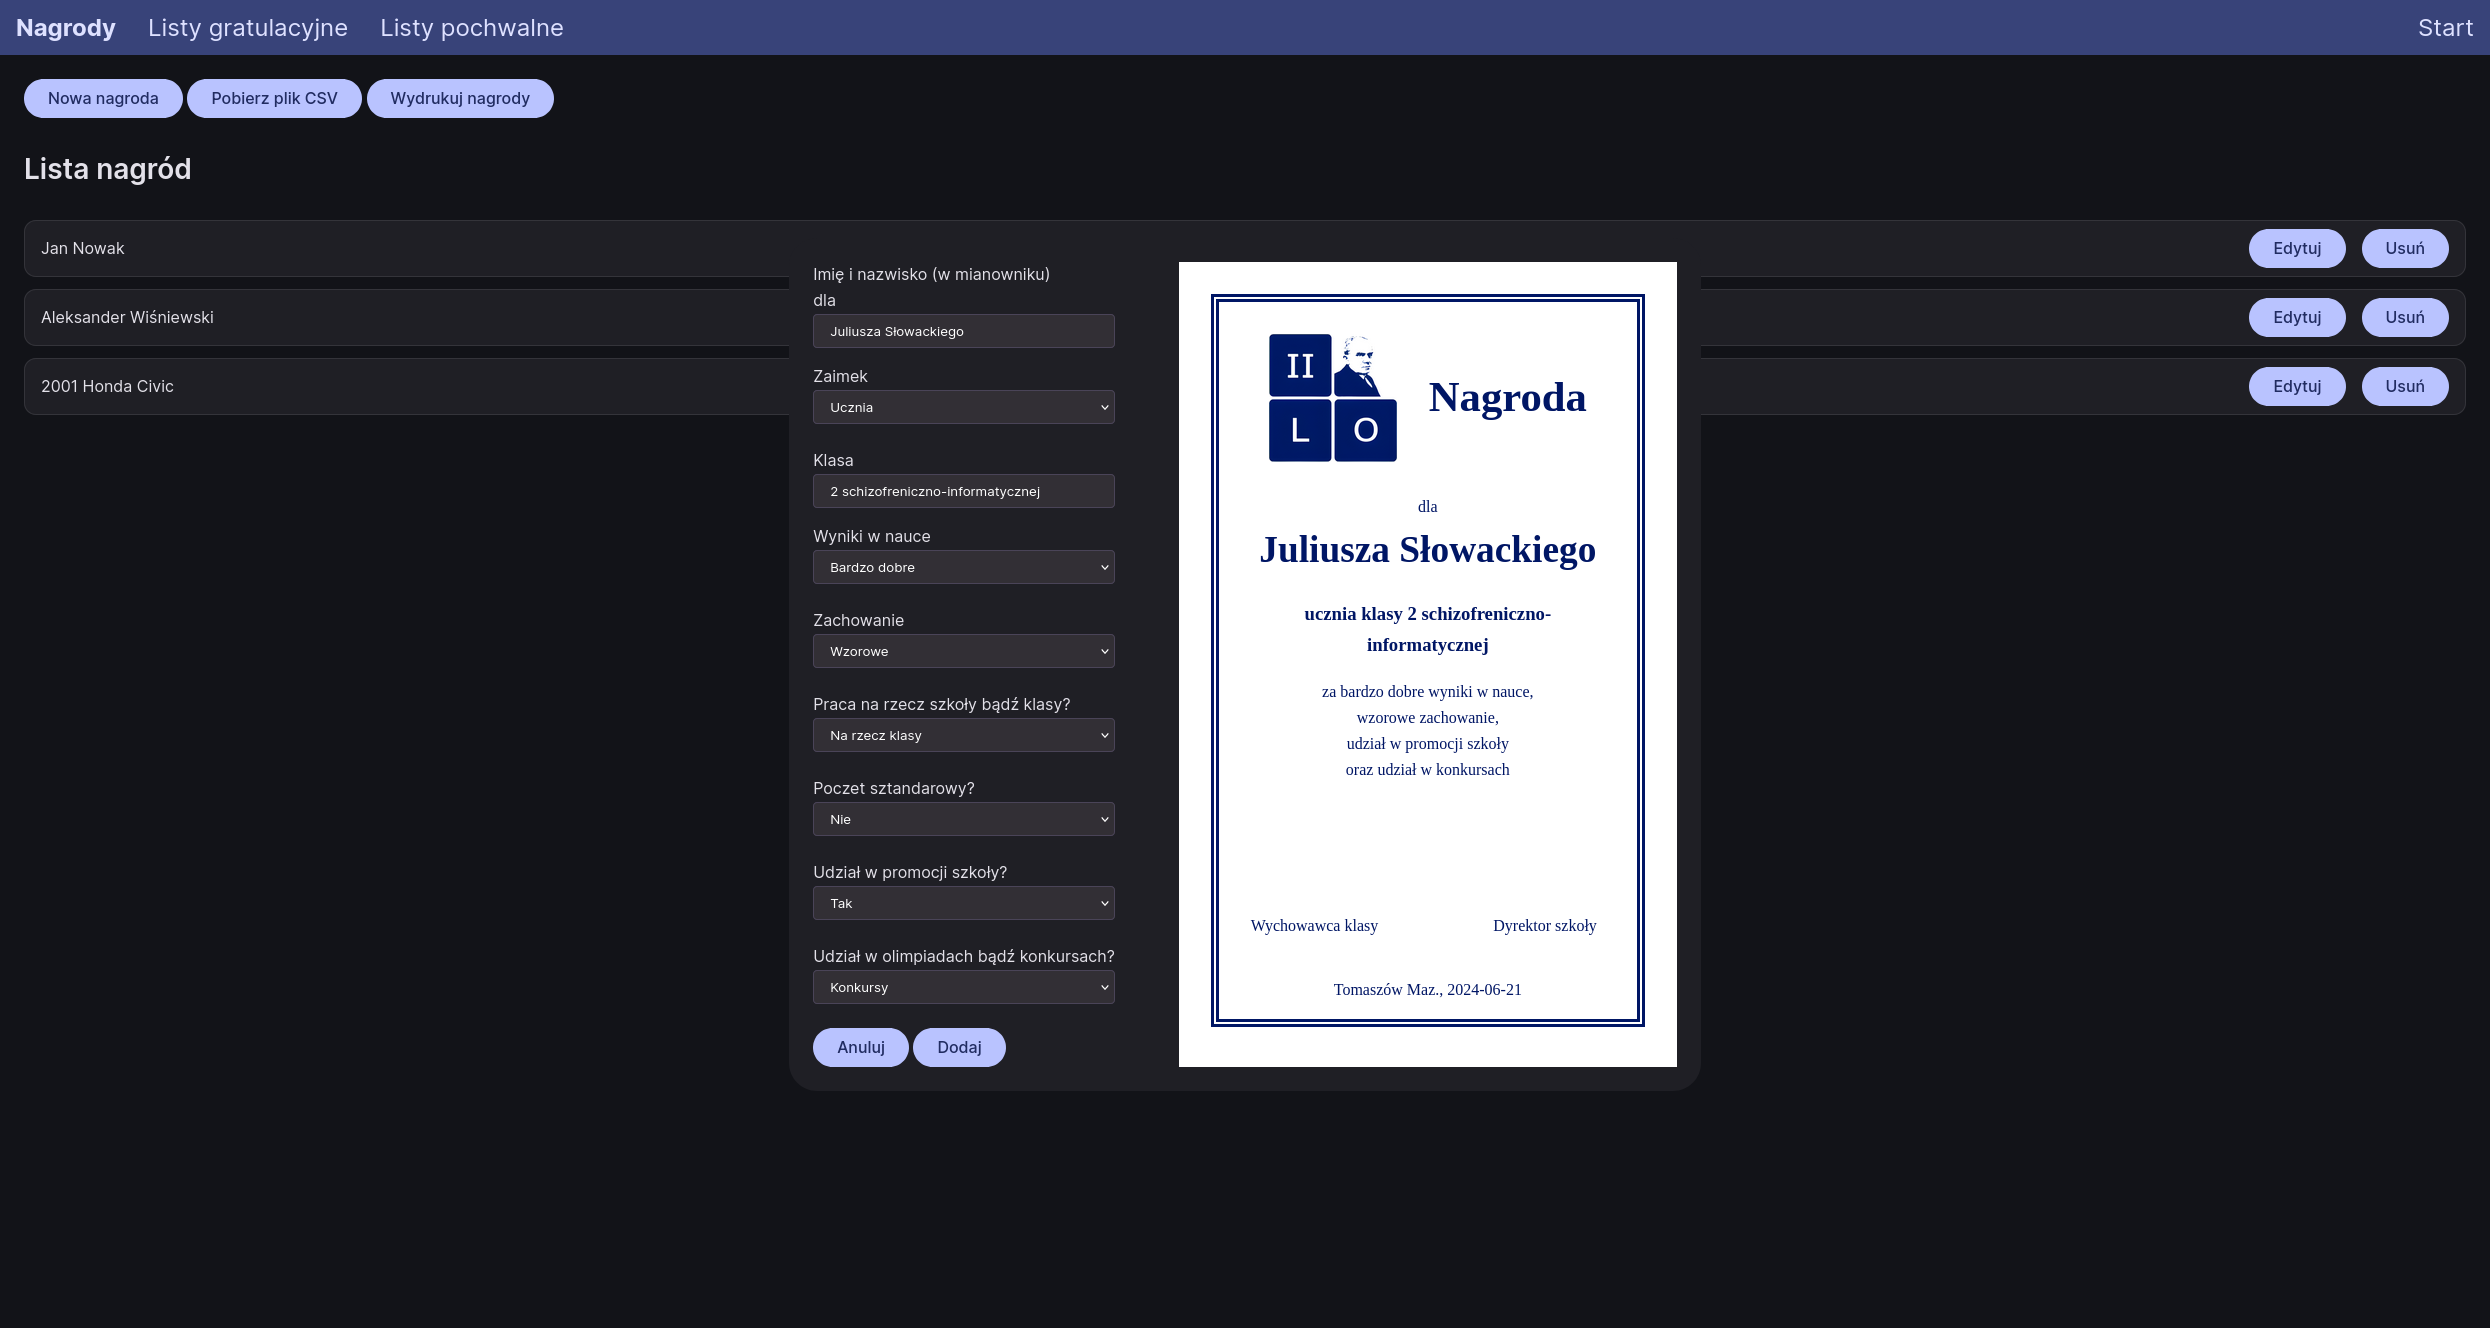 Nagrody Listy gratulacyjne Listy pochwalne Start
Nowa nagroda Pobierz plik CSV Wydrukuj nagrody
Lista nagród
Jan Nowak Edytuj Usuń
Aleksander Wiśniewski Edytuj Usuń
2001 Honda Civic Edytuj Usuń
Imię i nazwisko (w mianowniku)
dla
Juliusza Słowackiego
Zaimek
Ucznia
Klasa
2 schizofreniczno-informatycznej
Wyniki w nauce
Bardzo dobre
Zachowanie
Wzorowe
Praca na rzecz szkoły bądź klasy?
Na rzecz klasy
Poczet sztandarowy?
Nie
Udział w promocji szkoły?
Tak
Udział w olimpiadach bądź konkursach?
Konkursy
Anuluj Dodaj
II
L O
Nagroda
dla
Juliusza Słowackiego
ucznia klasy 2 schizofreniczno-
informatycznej
za bardzo dobre wyniki w nauce,
wzorowe zachowanie,
udział w promocji szkoły
oraz udział w konkursach
Wychowawca klasy Dyrektor szkoły
Tomaszów Maz., 2024-06-21